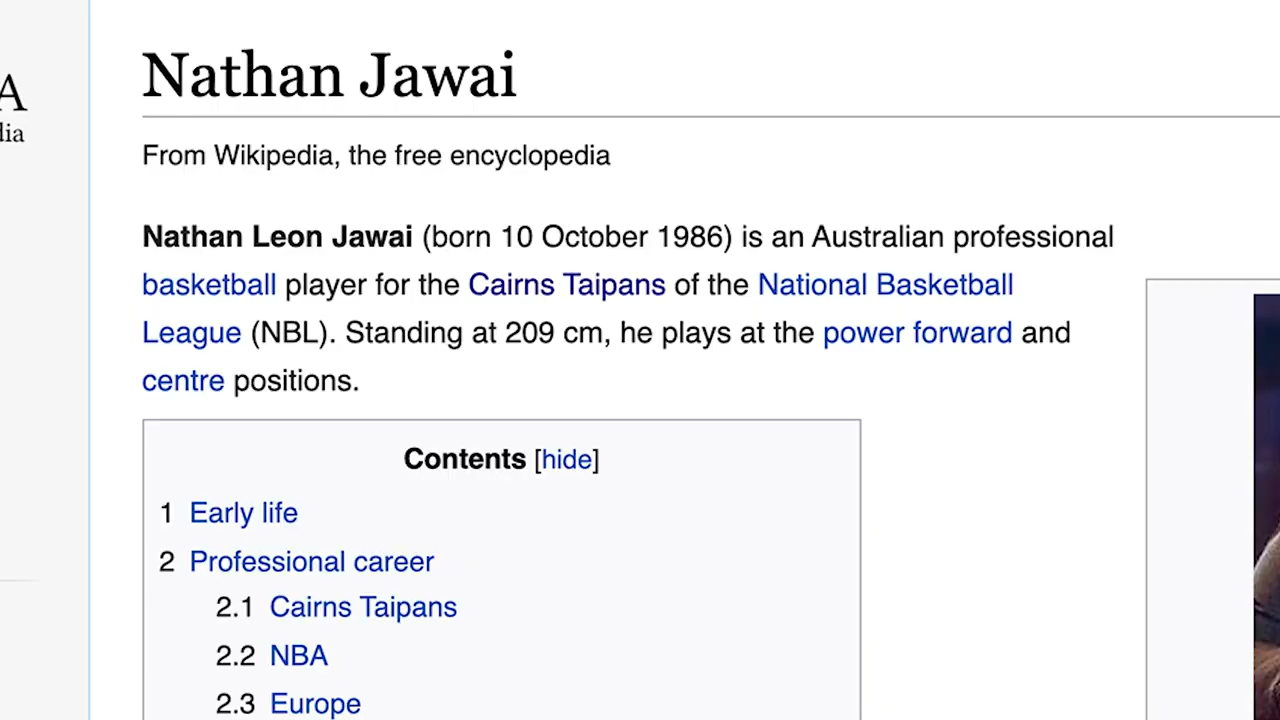 A
dia
Nathan Jawai
From Wikipedia, the free encyclopedia
Nathan Leon Jawai (born 10 October 1986) is an Australian professional
basketball player for the Cairns Taipans of the National Basketball
League (NBL). Standing at 209 cm, he plays at the power forward and
centre positions.
Contents [hide]
1 Early life
2 Professional career
2.1 Cairns Taipans
2.2 NBA
2.3 Europe